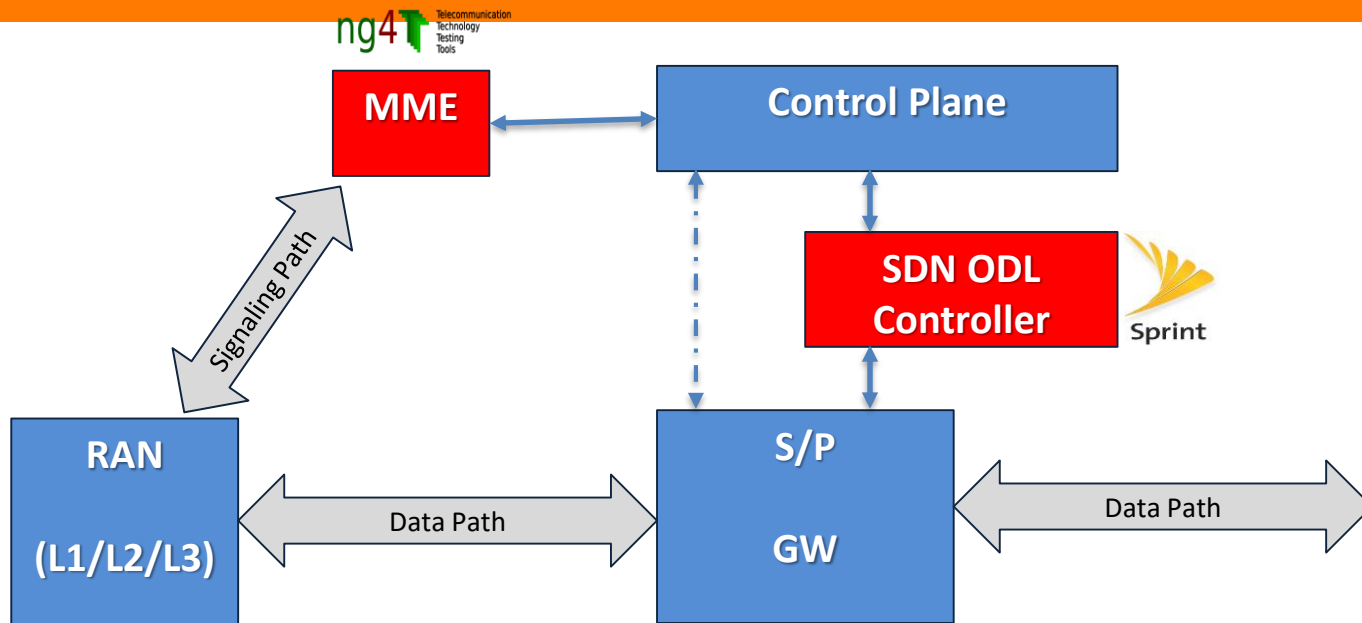 ng4T
Telecommunication
Technology
Testing
Tools
MME
Control Plane
Signaling Path
SDN ODL
Controller
Sprint
RAN
(L1/L2/L3)
Data Path
S/P
GW
Data Path